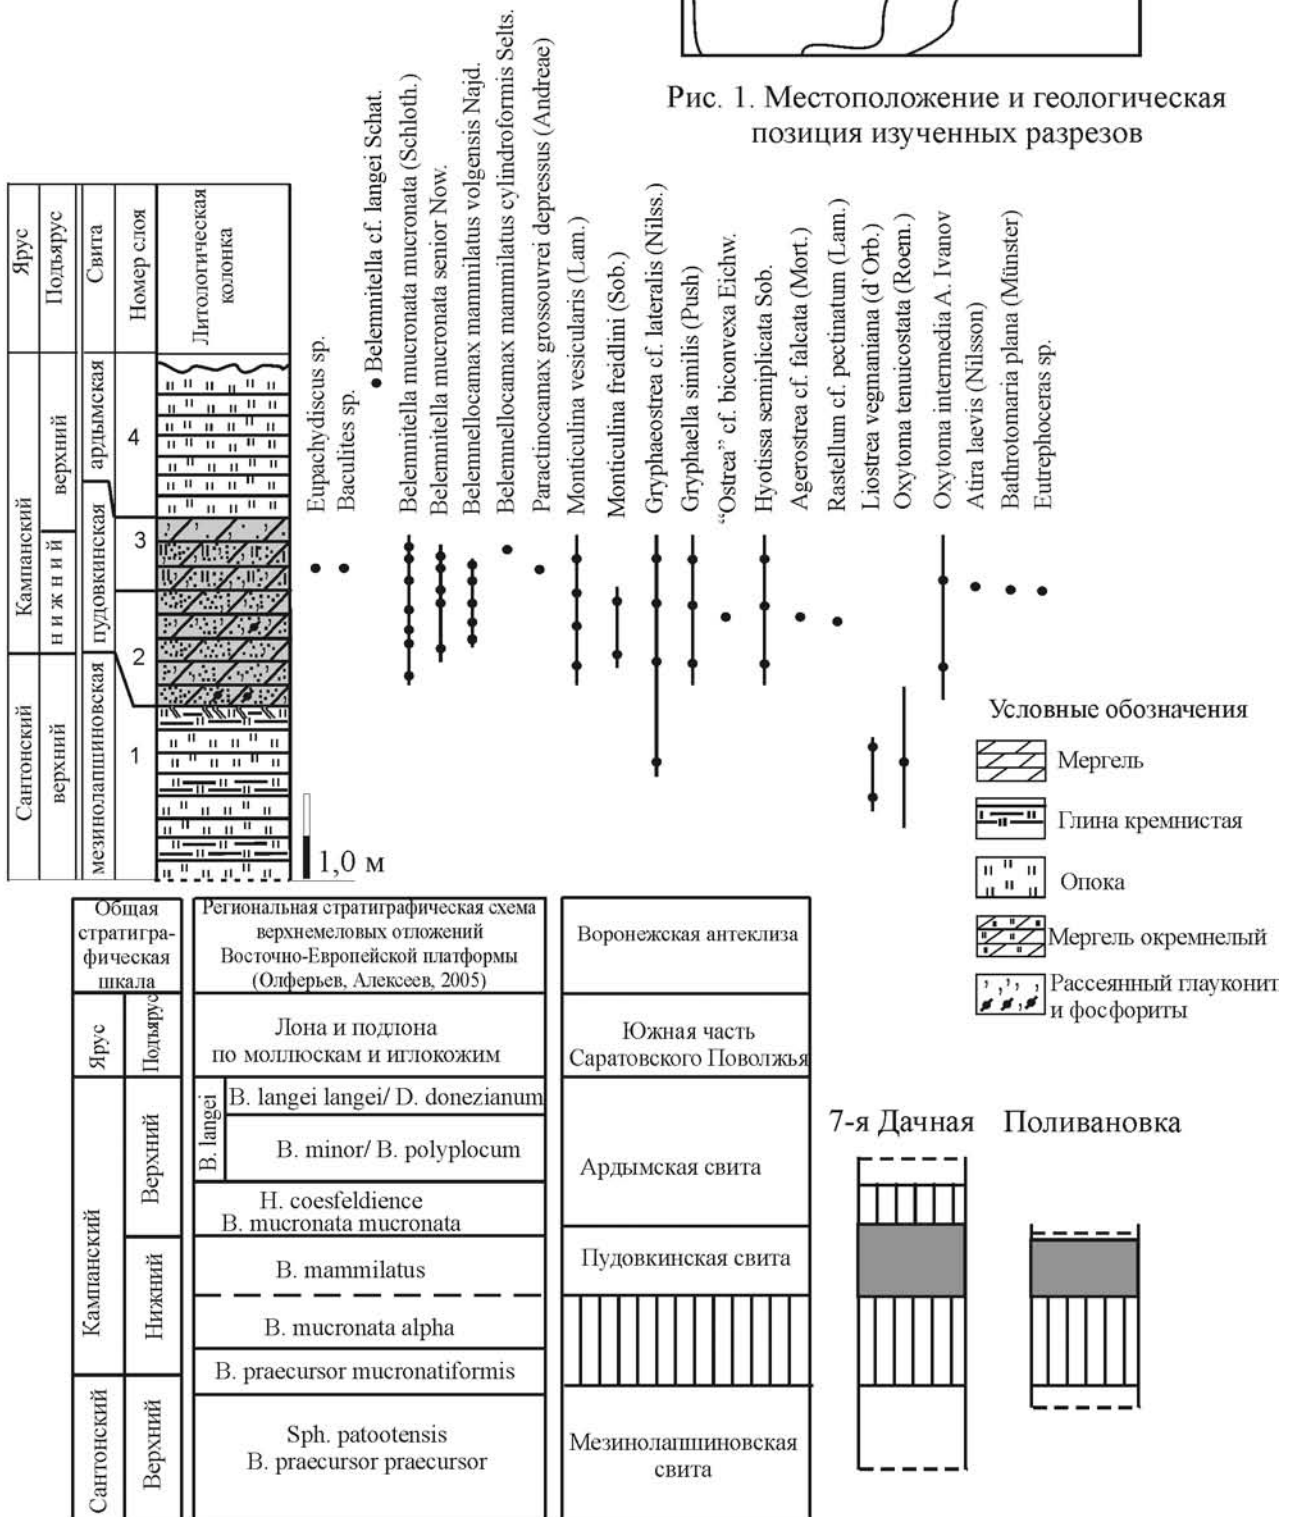 Рис. 1. Местоположение и геологическая
позиция изученных разрезов
Ярус
Подъярус
Свита
Номер слоя
Литологическая
колонка
Кампанский
Сантонский
верхний
нижний
верхний
ардымская
пудовкинская
мезинолапшиновская
4
3
2
1
1,0 м
Eupachydiscus sp.
Baculites sp.
Belemnitella cf. langei Schat.
Belemnitella mucronata mucronata (Schloth.)
Belemnitella mucronata senior Now.
Belemnellocamax mammilatus volgensis Najd.
Belemnellocamax mammilatus cylindroformis Selts.
Paractinocamax grossouvrei depressus (Andreae)
Monticulina vesicularis (Lam.)
Monticulina freidlini (Sob.)
Gryphaeostrea cf. lateralis (Nilss.)
Gryphaella similis (Push)
“Ostrea” cf. biconvexa Eichw.
Hyotissa semiplicata Sob.
Agerostrea cf. falcata (Mort.)
Rastellum cf. pectinatum (Lam.)
Liostrea vegmaniana (d`Orb.)
Oxytoma tenuicostata (Roem.)
Oxytoma intermedia A. Ivanov
Atira laevis (Nilsson)
Bathrotomaria plana (Münster)
Eutrephoceras sp.
Условные обозначения
Мергель
Глина кремнистая
Опока
Мергель окремнелый
Рассеянный глауконит
и фосфориты
Общая
стратигра-
фическая
шкала
Региональная стратиграфическая схема
верхнемеловых отложений
Восточно-Европейской платформы
(Олферьев, Алексеев, 2005)
Воронежская антеклиза
Ярус
Подъярус
Лона и подлона
по моллюскам и иглокожим
Южная часть
Саратовского Поволжья
Кампанский
Сантонский
Верхний
Нижний
Верхний
B. langei
B. langei langei/ D. donezianum
B. minor/ B. polyplocum
H. coesfeldience
B. mucronata mucronata
B. mammilatus
B. mucronata alpha
B. praecursor mucronatiformis
Sph. patootensis
B. praecursor praecursor
Ардымская свита
Пудовкинская свита
Мезинолапшиновская
свита
7-я Дачная
Поливановка